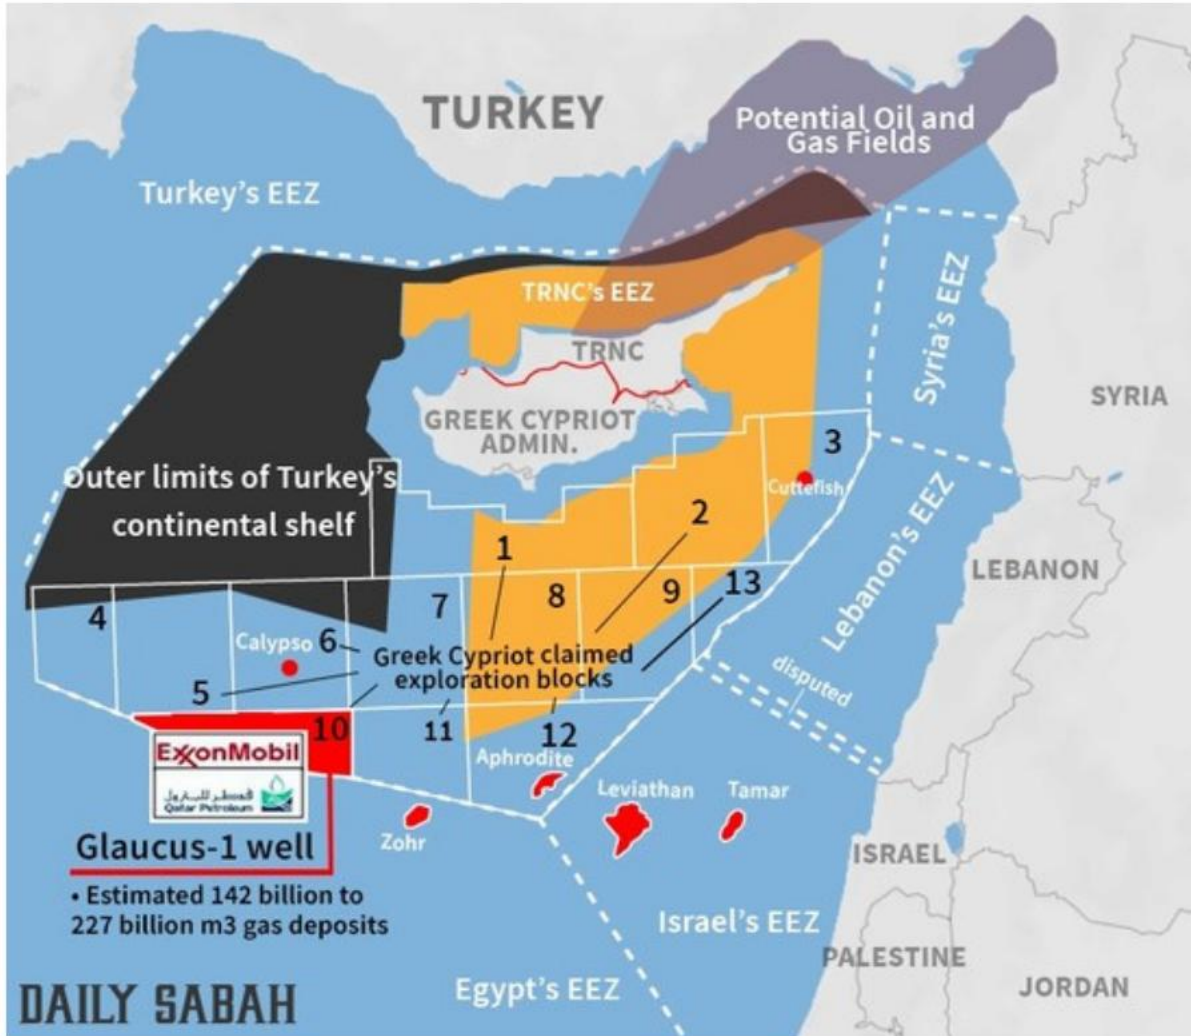 TURKEY
Potential Oil and
Gas Fields
Turkey's EEZ
TRNC's EEZ
Syria's EEZ
TRNC
SYRIA
GREEK CYPRIOT
ADMIN.
3
Outer limits of Turkey's
continental shelf
Cuttefish
2
Lebanon's EEZ
1
LEBANON
4
7
8
9
13
Calypso
6
Greek Cypriot claimed
exploration blocks
disputed
5
10
11
12
ExxonMobil
Aphrodite
Leviathan
Tamar
قطر للبترول
Qatar Petroleum
Zohr
Glaucus-1 well
ISRAEL
• Estimated 142 billion to
227 billion m3 gas deposits
Israel's EEZ
PALESTINE
Egypt's EEZ
JORDAN
DAILY SABAH